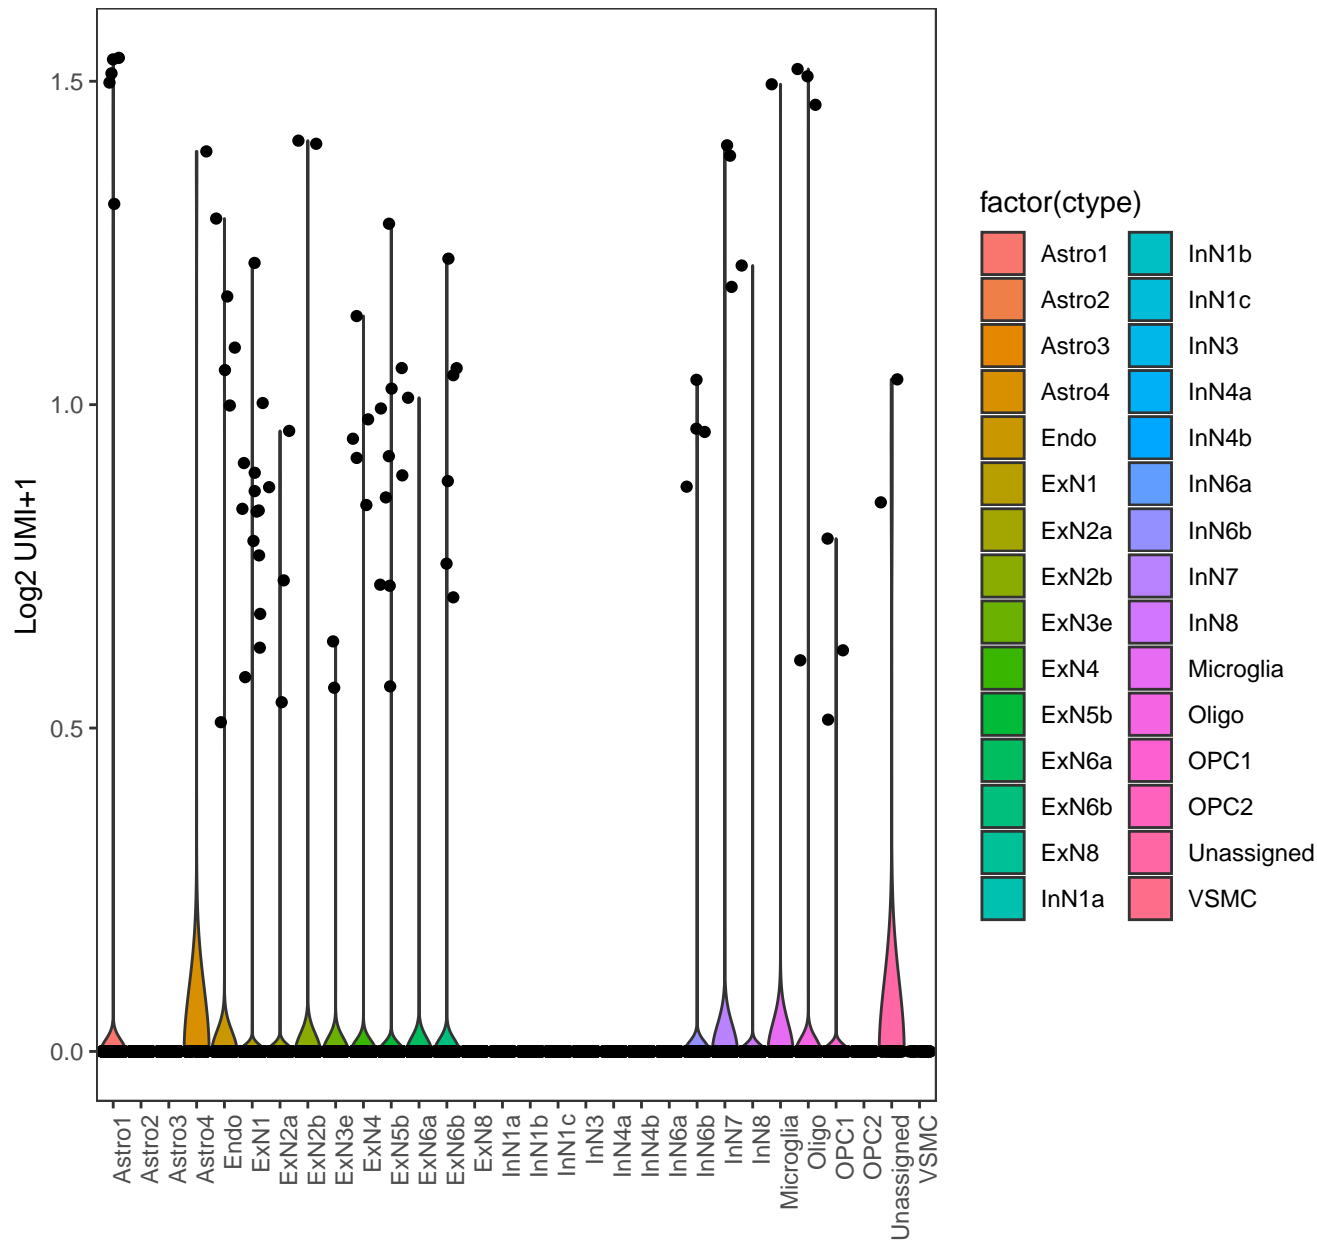 Log2 UMI+1
1.5
1.0
0.5
0.0
Astro1
Astro2
Astro3
Astro4
Endo
ExN1
ExN2a
ExN2b
ExN3e
ExN4
ExN5b
ExN6a
ExN6b
ExN8
InN1a
InN1b
InN1c
InN3
InN4a
InN4b
InN6a
InN6b
InN7
InN8
Microglia
Oligo
OPC1
OPC2
Unassigned
VSMC
factor(ctype)
Astro1
Astro2
Astro3
Astro4
Endo
ExN1
ExN2a
ExN2b
ExN3e
ExN4
ExN5b
ExN6a
ExN6b
ExN8
InN1a
InN1b
InN1c
InN3
InN4a
InN4b
InN6a
InN6b
InN7
InN8
Microglia
Oligo
OPC1
OPC2
Unassigned
VSMC